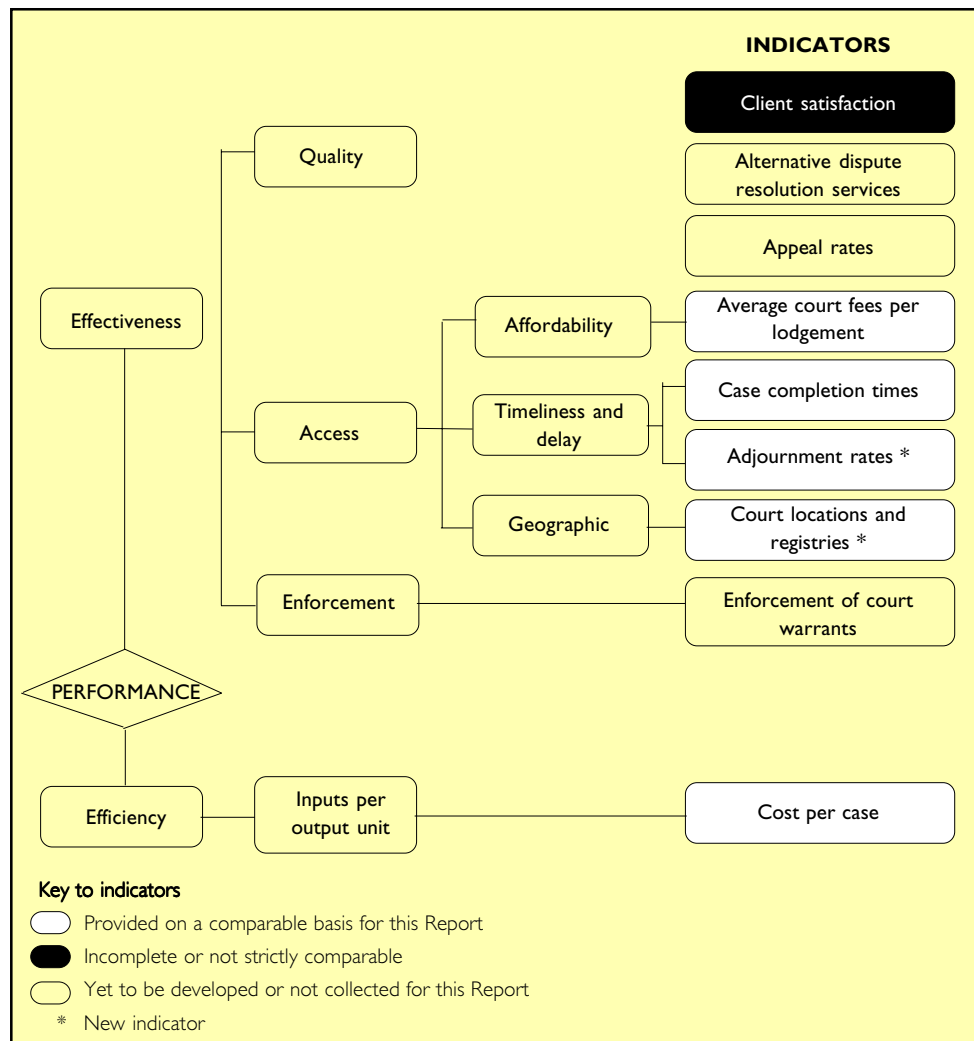 INDICATORS
Client satisfaction
Quality
Alternative dispute
resolution services
Appeal rates
Effectiveness
Affordability
Average court fees per
lodgement
Case completion times
Access
Timeliness and
delay
Adjournment rates *
Geographic
Court locations and
registries *
Enforcement
Enforcement of court
warrants
PERFORMANCE
Efficiency
Inputs per
output unit
Cost per case
Key to indicators
Provided on a comparable basis for this Report
Incomplete or not strictly comparable
Yet to be developed or not collected for this Report
* New indicator